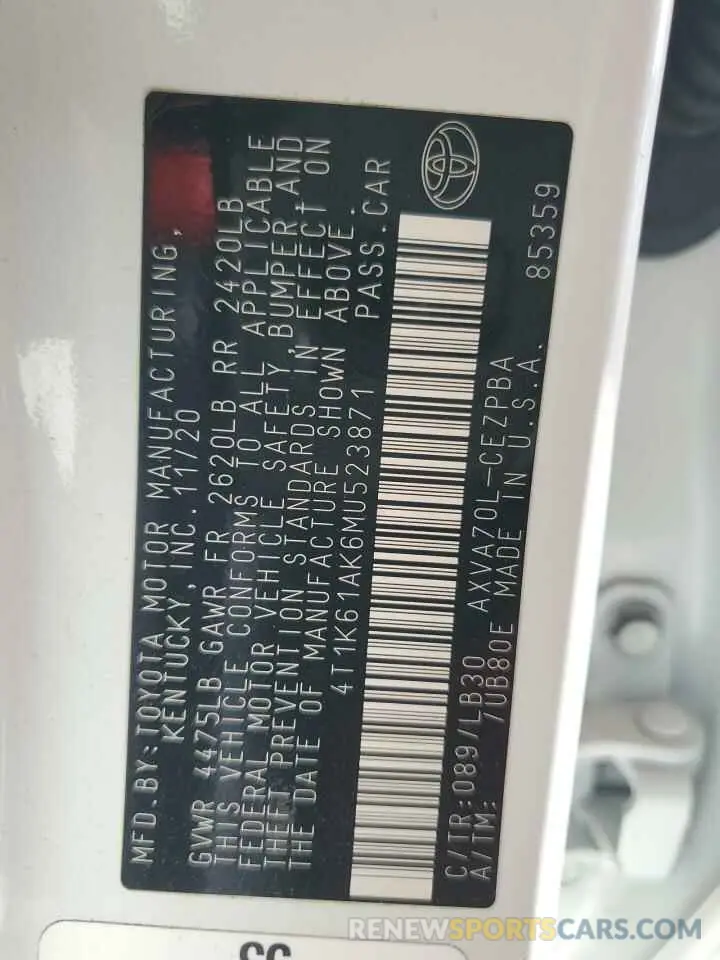 MFD.BY:TOYOTA MOTOR MANUFACTURING,
KENTUCKY,INC. 11/20
GVWR 4475LB GAWR FR 2620LB RR 2420LB
THIS VEHICLE CONFORMS TO ALL APPLICABLE
FEDERAL MOTOR VEHICLE SAFETY, BUMPER, AND
THEFT PREVENTION STANDARDS IN EFFECT ON
THE DATE OF MANUFACTURE SHOWN ABOVE.
4T1K61AK6MU523871 PASS.CAR
C/TR:089/LB30 AXVA70L-CEZPBA
A/TM: /UB80E MADE IN U.S.A. 85359
RENEWSPORTSCARS.COM